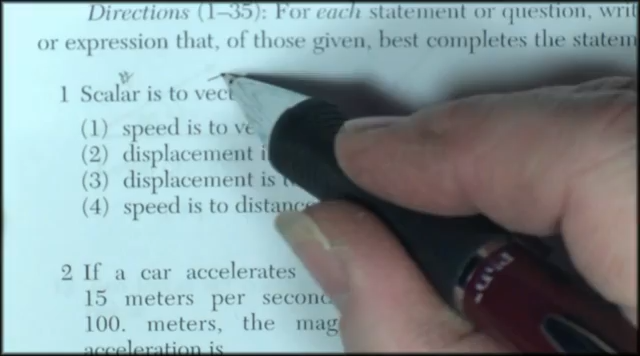 Directions (1–35): For each statement or question, writ
or expression that, of those given, best completes the statem
1 Scalar is to vect
(1) speed is to ve
(2) displacement i
(3) displacement is
(4) speed is to distance
2 If a car accelerates
15 meters per second
100. meters, the mag
acceleration is